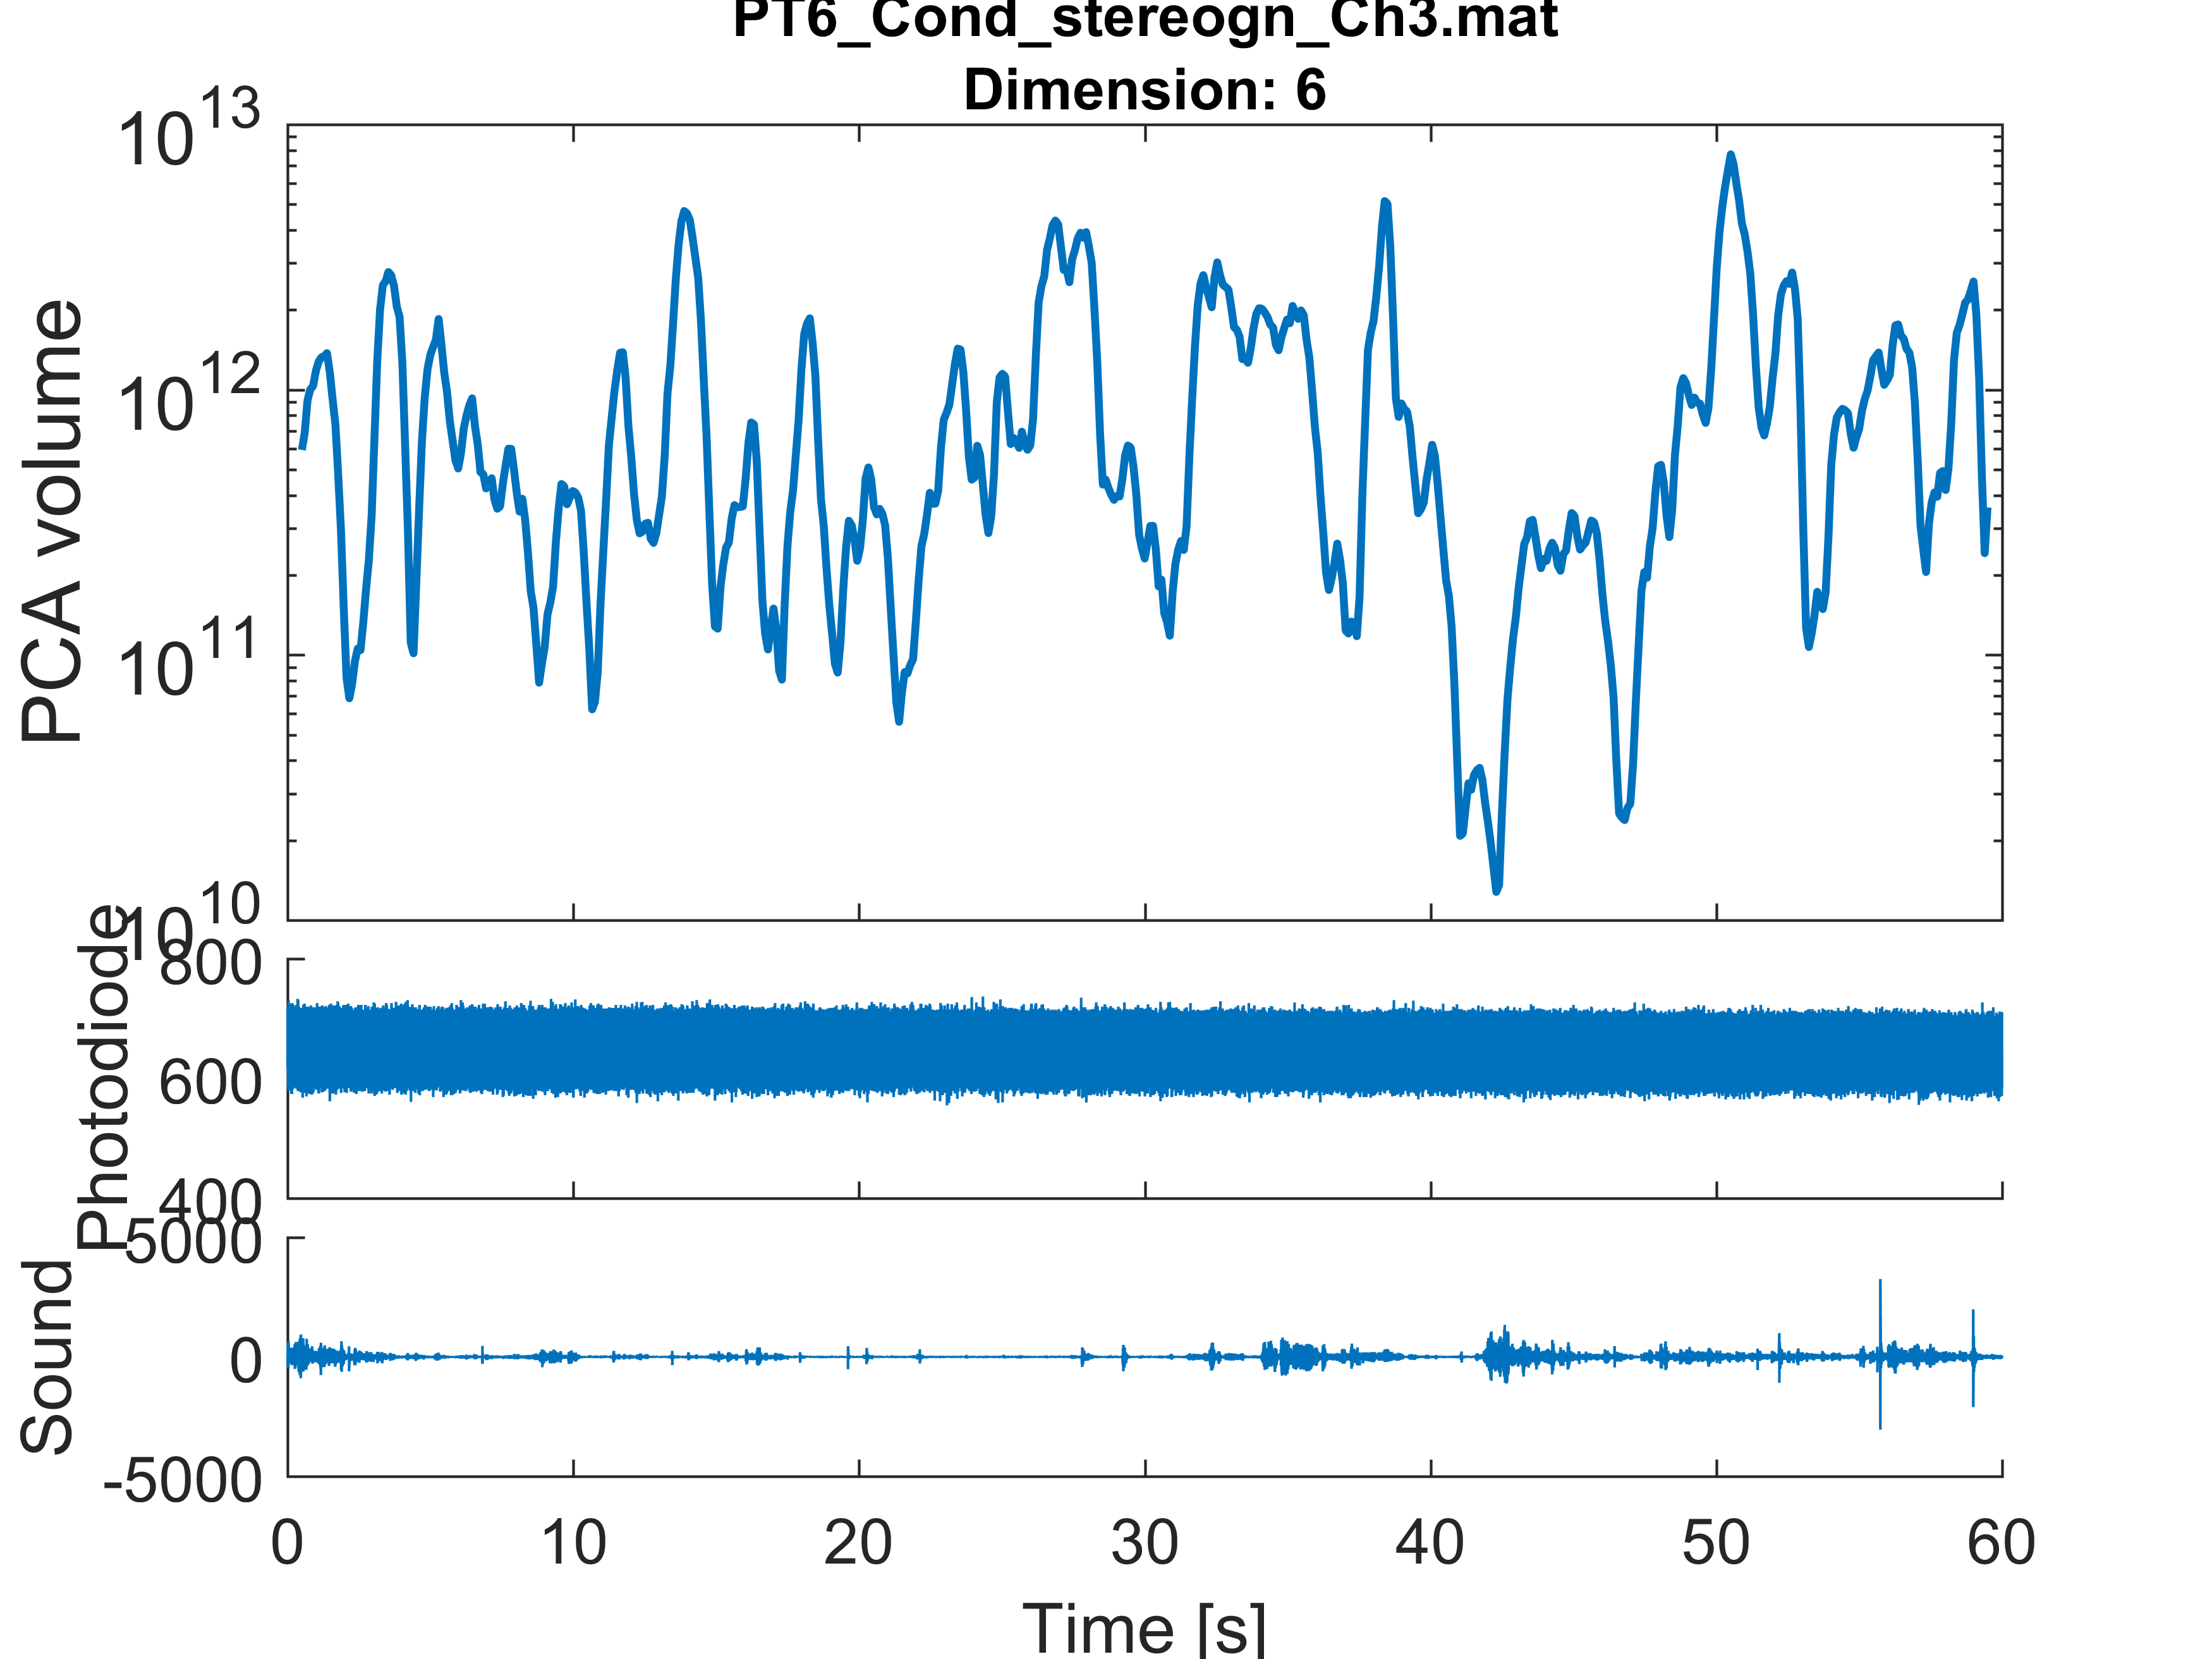 PT6_Cond_stereogn_Ch3.mat
Dimension: 6
10^13
10^12
10^11
10^10
PCA volume
800
600
400
Photodiode
5000
0
-5000
Sound
0 10 20 30 40 50 60
Time [s]